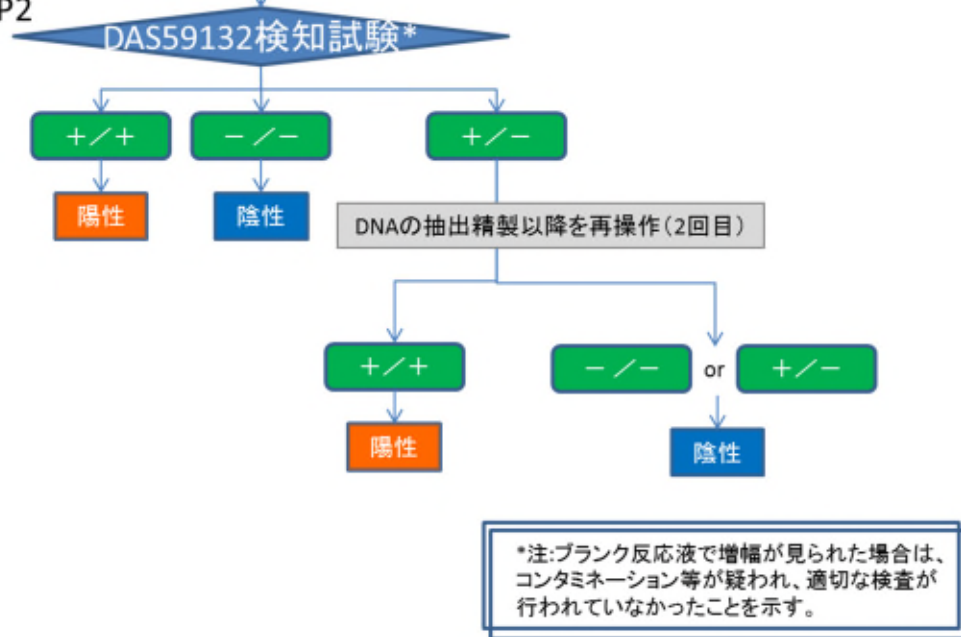 P2
DAS59132検知試験*
＋／＋
－／－
＋／－
陽性
陰性
DNAの抽出精製以降を再操作（2回目）
＋／＋
－／－ or ＋／－
陽性
陰性
*注:ブランク反応液で増幅が見られた場合は、
コンタミネーション等が疑われ、適切な検査が
行われていなかったことを示す。